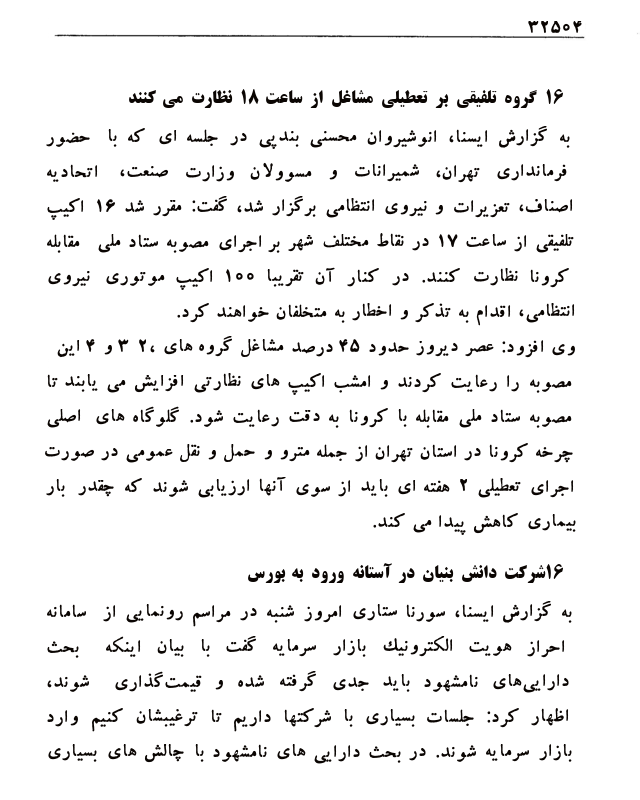 ۳۲۵۰۴
۱۶ گروه تلفیقی بر تعطیلی مشاغل از ساعت ۱۸ نظارت می کنند
به گزارش ایسنا، انوشیروان محسنی بندپی در جلسه ای که با حضور
فرمانداری تهران، شمیرانات و مسوولان وزارت صنعت، اتحادیه
اصناف، تعزیرات و نیروی انتظامی برگزار شد، گفت: مقرر شد ۱۶ اکیپ
تلفیقی از ساعت ۱۷ در نقاط مختلف شهر بر اجرای مصوبه ستاد ملی مقابله
کرونا نظارت کنند. در کنار آن تقریبا ۱۰۰ اکیپ موتوری نیروی
انتظامی، اقدام به تذکر و اخطار به متخلفان خواهند کرد.
وی افزود: عصر دیروز حدود ۴۵ درصد مشاغل گروه های ،۲ ۳ و ۴ این
مصوبه را رعایت کردند و امشب اکیپ های نظارتی افزایش می یابند تا
مصوبه ستاد ملی مقابله با کرونا به دقت رعایت شود. گلوگاه های اصلی
چرخه کرونا در استان تهران از جمله مترو و حمل و نقل عمومی در صورت
اجرای تعطیلی ۲ هفته ای باید از سوی آنها ارزیابی شوند که چقدر بار
بیماری کاهش پیدا می کند.
۱۶شرکت دانش بنیان در آستانه ورود به بورس
به گزارش ایسنا، سورنا ستاری امروز شنبه در مراسم رونمایی از سامانه
احراز هویت الکترونیك بازار سرمایه گفت با بیان اینکه بحث
دارایی‌های نامشهود باید جدی گرفته شده و قیمت‌گذاری شوند،
اظهار کرد: جلسات بسیاری با شرکتها داریم تا ترغیبشان کنیم وارد
بازار سرمایه شوند. در بحث دارایی های نامشهود با چالش های بسیاری